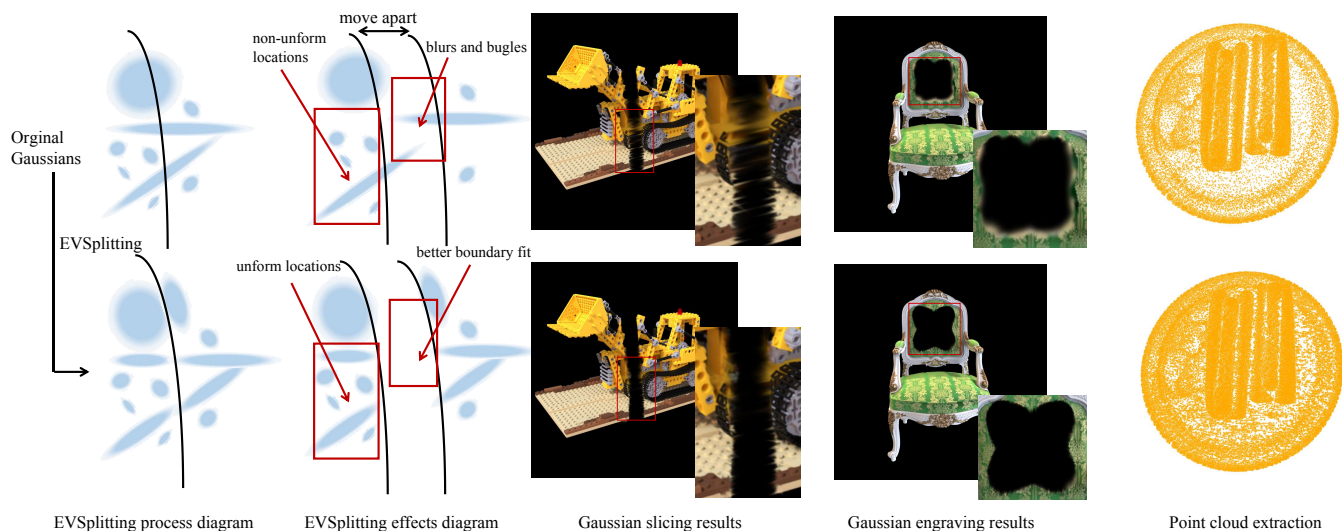 move apart
non-unform
locations
blurs and bugles
Orginal
Gaussians
EVSplitting
unform locations
better boundary fit
EVSplitting process diagram
EVSplitting effects diagram
Gaussian slicing results
Gaussian engraving results
Point cloud extraction